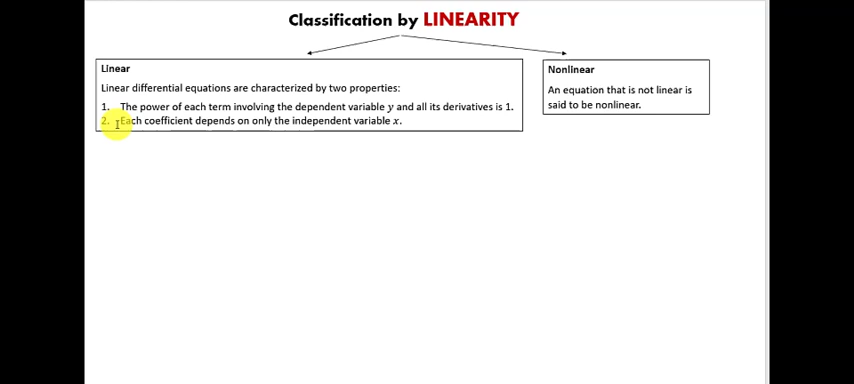 Classification by LINEARITY
Linear
Linear differential equations are characterized by two properties:
1. The power of each term involving the dependent variable y and all its derivatives is 1.
2. Each coefficient depends on only the independent variable x.
Nonlinear
An equation that is not linear is
said to be nonlinear.